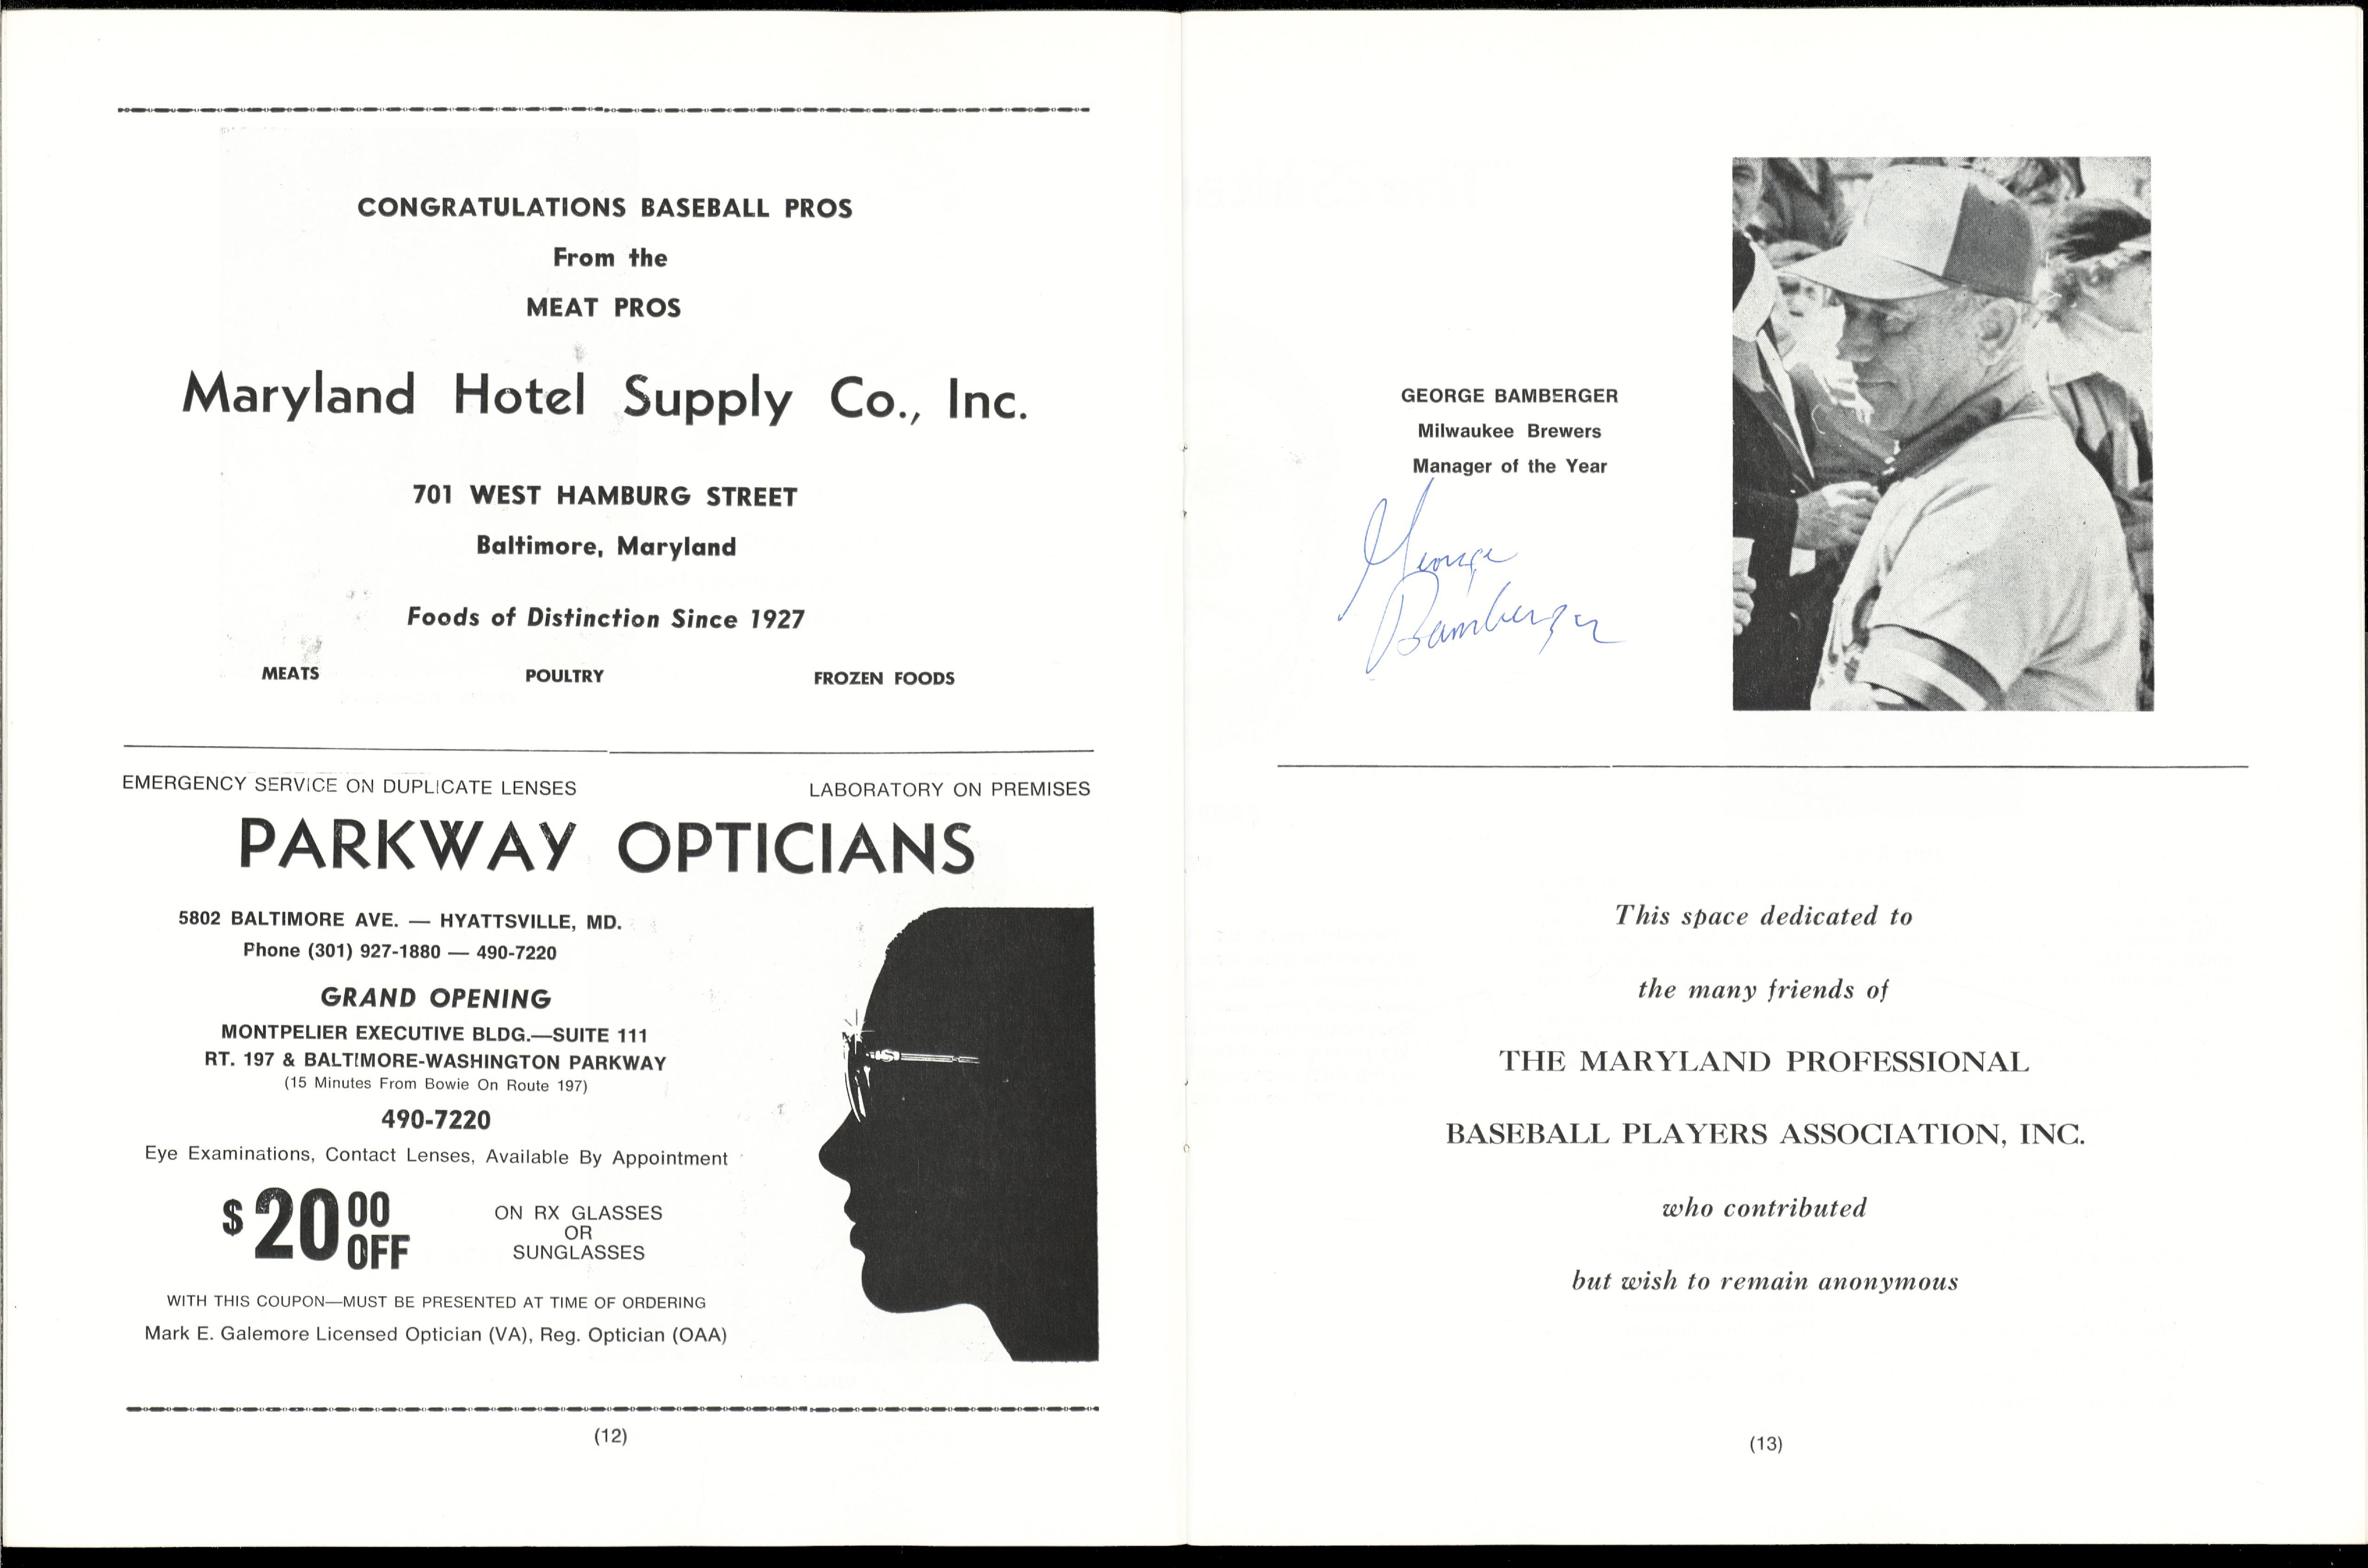 CONGRATULATIONS BASEBALL PROS
From the
MEAT PROS
Maryland Hotel Supply Co., Inc.
701 WEST HAMBURG STREET
Baltimore, Maryland
Foods of Distinction Since 1927
MEATS POULTRY FROZEN FOODS
EMERGENCY SERVICE ON DUPLICATE LENSES LABORATORY ON PREMISES
PARKWAY OPTICIANS
5802 BALTIMORE AVE. — HYATTSVILLE, MD.
Phone (301) 927-1880 — 490-7220
GRAND OPENING
MONTPELIER EXECUTIVE BLDG.—SUITE 111
RT. 197 & BALTIMORE-WASHINGTON PARKWAY
(15 Minutes From Bowie On Route 197)
490-7220
Eye Examinations, Contact Lenses, Available By Appointment
$20 00 OFF
ON RX GLASSES
OR
SUNGLASSES
WITH THIS COUPON—MUST BE PRESENTED AT TIME OF ORDERING
Mark E. Galemore Licensed Optician (VA), Reg. Optician (OAA)
(12)
GEORGE BAMBERGER
Milwaukee Brewers
Manager of the Year
George
Bamberger
This space dedicated to
the many friends of
THE MARYLAND PROFESSIONAL
BASEBALL PLAYERS ASSOCIATION, INC.
who contributed
but wish to remain anonymous
(13)